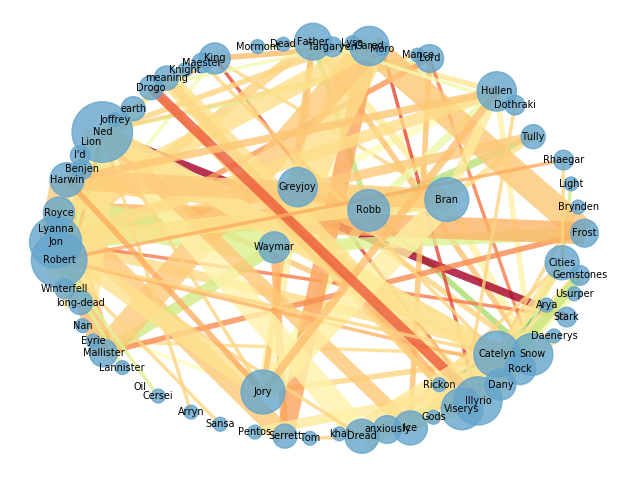 Father
Mormont
Dead
Targaryen
Lysa
Jared
Moro
King
Mance
Lord
Maester
Knight
meaning
Drogo
Hullen
Dothraki
earth
Joffrey
Ned
Tully
Lion
I'd
Rhaegar
Benjen
Harwin
Light
Greyjoy
Bran
Brynden
Royce
Robb
Lyanna
Frost
Jon
Waymar
Robert
Cities
Gemstones
Winterfell
Usurper
long-dead
Arya
Stark
Nan
Daenerys
Eyrie
Mallister
Catelyn
Snow
Lannister
Rock
Oil
Rickon
Dany
Cersei
Jory
Illyrio
Viserys
Arryn
Gods
Sansa
Ice
Pentos
anxiously
Serrett
Tom
khal
Dread